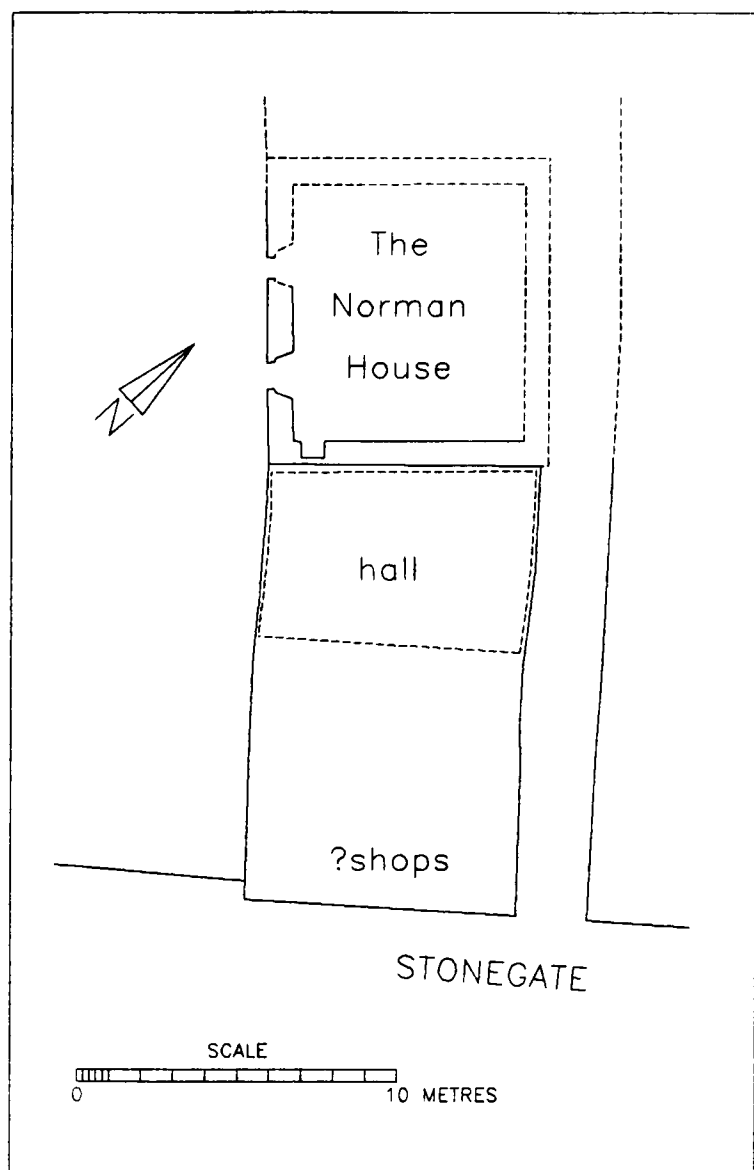 The
Norman
House
N
hall
?shops
STONEGATE
SCALE
0 10 METRES